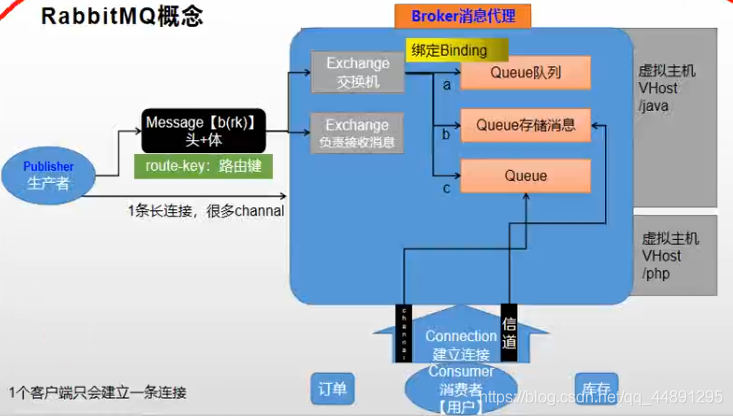 RabbitMQ概念
Broker消息代理
绑定Binding
Exchange
交换机
Queue队列
a
虚拟主机
VHost
/java
Message【b(rk)】
头+体
Exchange
负责接收消息
b
Queue存储消息
Publisher
生产者
route-key：路由键
c
Queue
1条长连接，很多channal
虚拟主机
VHost
/php
channal
信道
Connection
建立连接
Consumer
消费者
【用户】
订单
库存
1个客户端只会建立一条连接
https://blog.csdn.net/qq_44891295